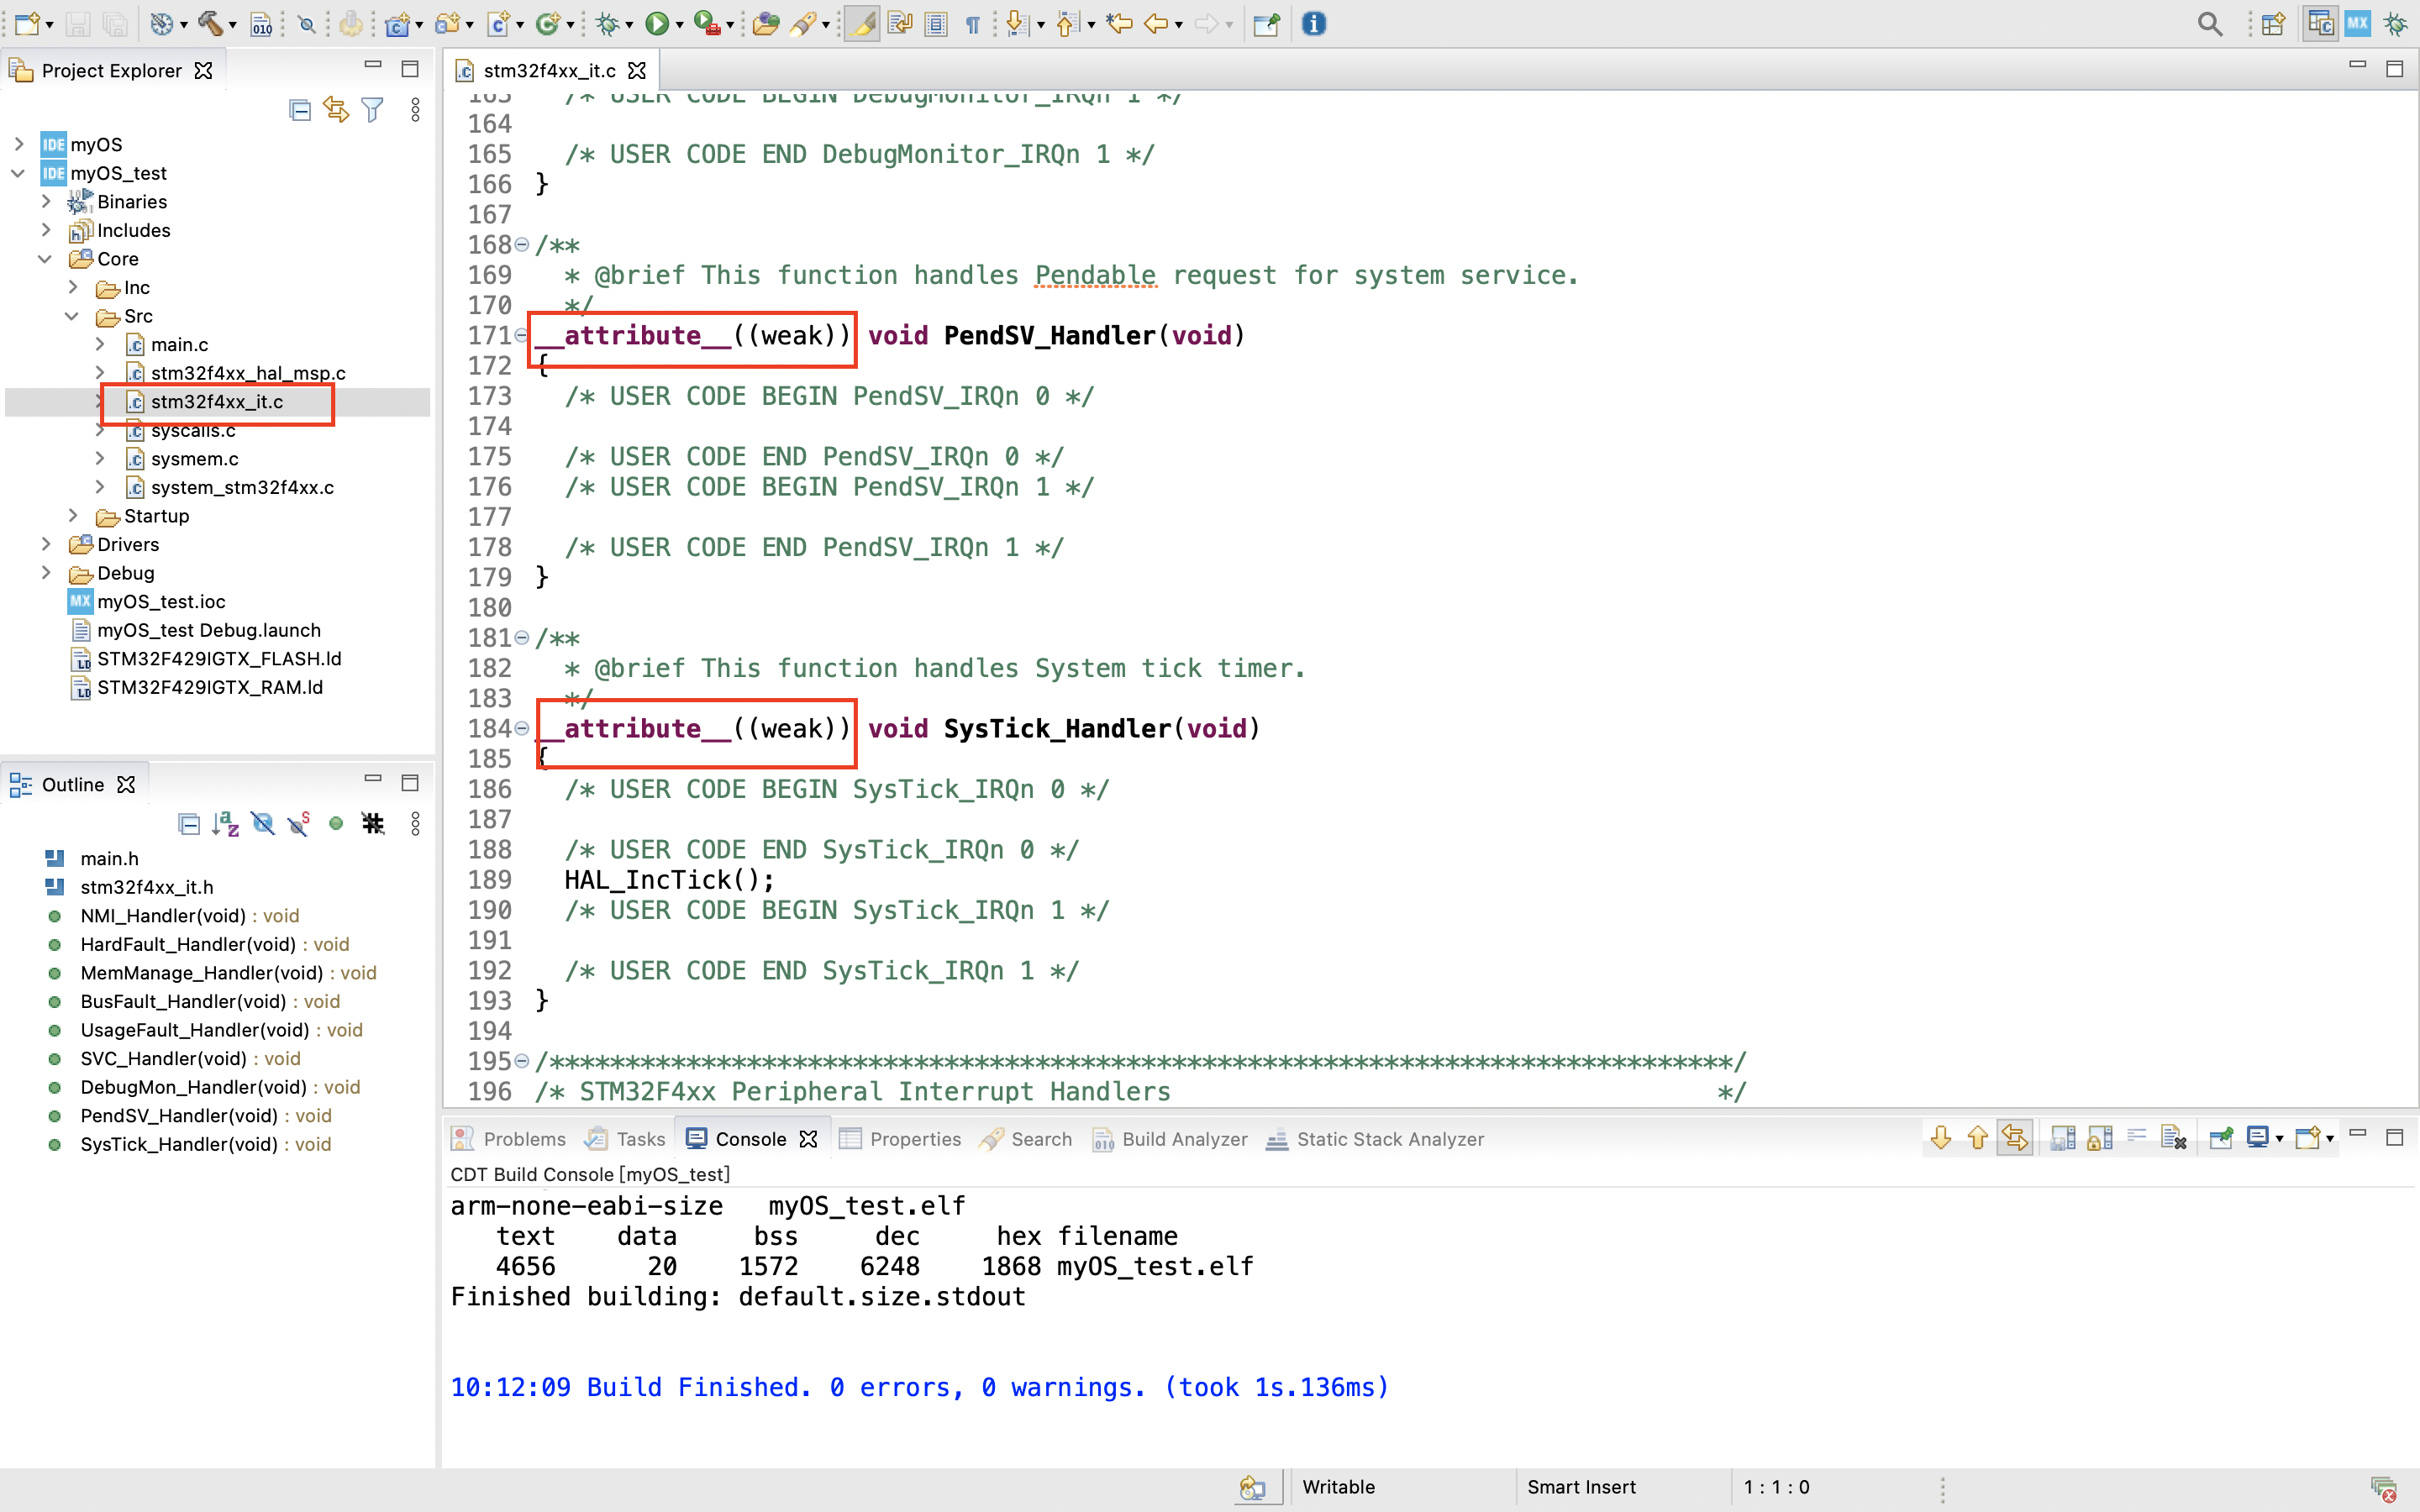 Project Explorer
myOS
myOS_test
Binaries
Includes
Core
Inc
Src
main.c
stm32f4xx_hal_msp.c
stm32f4xx_it.c
syscalls.c
sysmem.c
system_stm32f4xx.c
Startup
Drivers
Debug
myOS_test.ioc
myOS_test Debug.launch
STM32F429IGTX_FLASH.ld
STM32F429IGTX_RAM.ld
Outline
main.h
stm32f4xx_it.h
NMI_Handler(void) : void
HardFault_Handler(void) : void
MemManage_Handler(void) : void
BusFault_Handler(void) : void
UsageFault_Handler(void) : void
SVC_Handler(void) : void
DebugMon_Handler(void) : void
PendSV_Handler(void) : void
SysTick_Handler(void) : void
stm32f4xx_it.c
163 /* USER CODE BEGIN DebugMonitor_IRQn 1 */
164
165 /* USER CODE END DebugMonitor_IRQn 1 */
166 }
167
168 /**
169 * @brief This function handles Pendable request for system service.
170 */
171 __attribute__((weak)) void PendSV_Handler(void)
172 {
173 /* USER CODE BEGIN PendSV_IRQn 0 */
174
175 /* USER CODE END PendSV_IRQn 0 */
176 /* USER CODE BEGIN PendSV_IRQn 1 */
177
178 /* USER CODE END PendSV_IRQn 1 */
179 }
180
181 /**
182 * @brief This function handles System tick timer.
183 */
184 __attribute__((weak)) void SysTick_Handler(void)
185 {
186 /* USER CODE BEGIN SysTick_IRQn 0 */
187
188 /* USER CODE END SysTick_IRQn 0 */
189 HAL_IncTick();
190 /* USER CODE BEGIN SysTick_IRQn 1 */
191
192 /* USER CODE END SysTick_IRQn 1 */
193 }
194
195 /******************************************************************************/
196 /* STM32F4xx Peripheral Interrupt Handlers */
Problems Tasks Console Properties Search Build Analyzer Static Stack Analyzer
CDT Build Console [myOS_test]
arm-none-eabi-size myOS_test.elf
text data bss dec hex filename
4656 20 1572 6248 1868 myOS_test.elf
Finished building: default.size.stdout
10:12:09 Build Finished. 0 errors, 0 warnings. (took 1s.136ms)
Writable Smart Insert 1 : 1 : 0